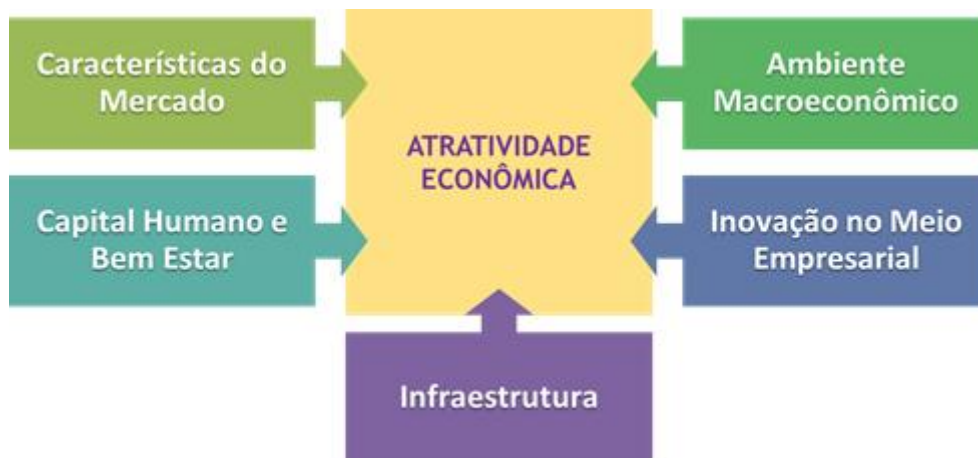 Características do
Mercado
Ambiente
Macroeconômico
ATRATIVIDADE
ECONÔMICA
Capital Humano e
Bem Estar
Inovação no Meio
Empresarial
Infraestrutura